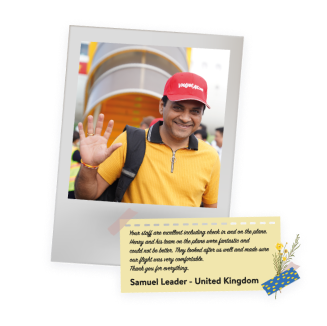 vietjetAir.com
Your staff are excellent including check in and on the plane.
Henry and his team on the plane were fantastic and
could not be better. They looked after us well and made sure
our flight was very comfortable.
Thank you for everything.
Samuel Leader - United Kingdom